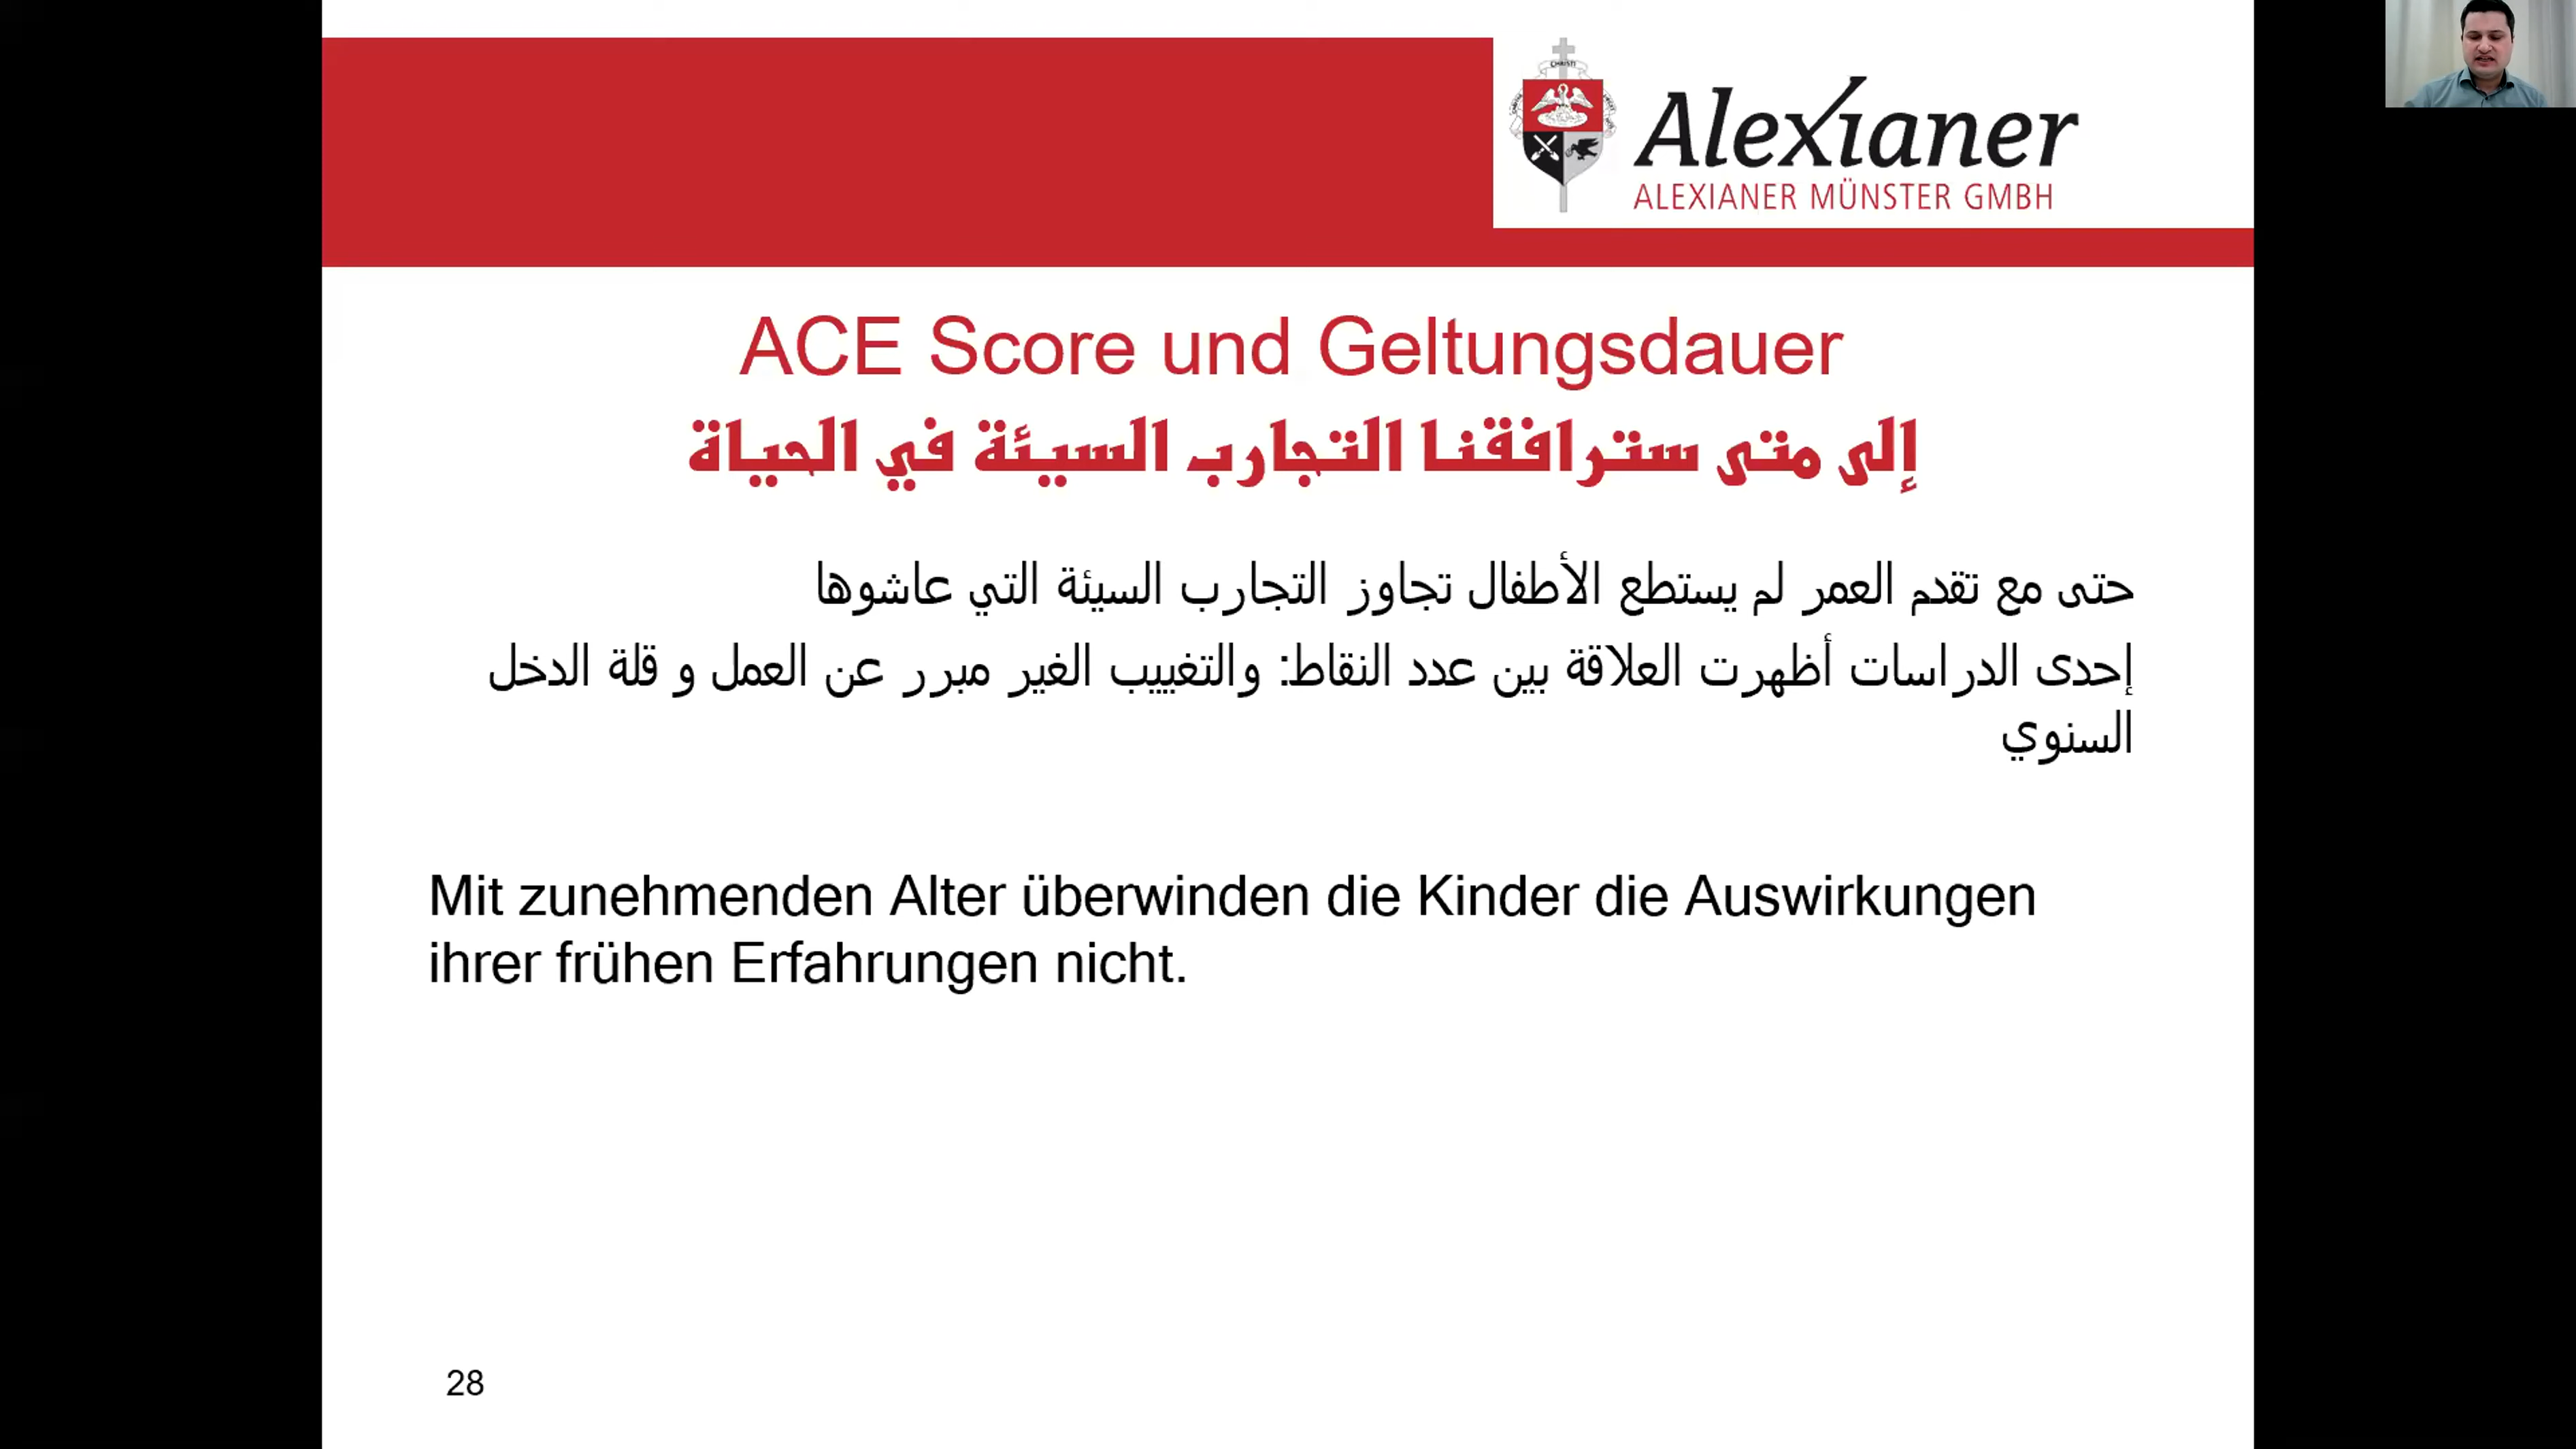 CHRISTI
Alexianer
ALEXIANER MÜNSTER GMBH
ACE Score und Geltungsdauer
إلى متى سترافقنا التجارب السيئة في الحياة
حتى مع تقدم العمر لم يستطع الأطفال تجاوز التجارب السيئة التي عاشوها
إحدى الدراسات أظهرت العلاقة بين عدد النقاط: والتغييب الغير مبرر عن العمل و قلة الدخل
السنوي
Mit zunehmenden Alter überwinden die Kinder die Auswirkungen
ihrer frühen Erfahrungen nicht.
28